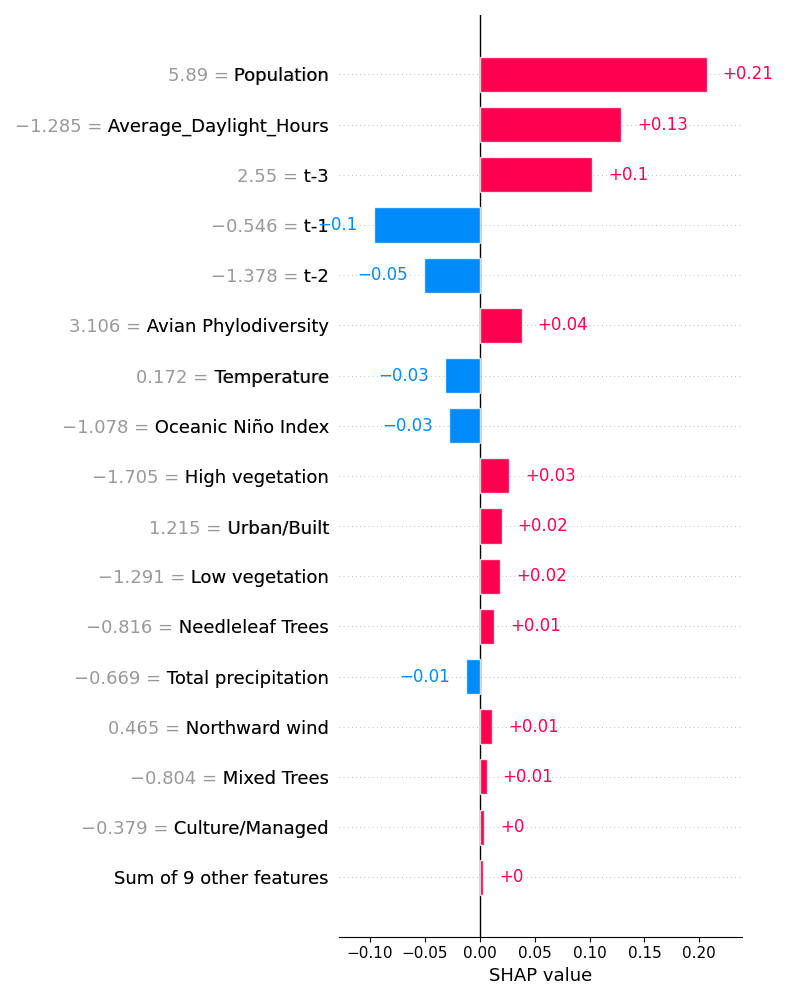 5.89 = Population +0.21
−1.285 = Average_Daylight_Hours +0.13
2.55 = t-3 +0.1
−0.546 = t-1 −0.1
−1.378 = t-2 −0.05
3.106 = Avian Phylodiversity +0.04
0.172 = Temperature −0.03
−1.078 = Oceanic Niño Index −0.03
−1.705 = High vegetation +0.03
1.215 = Urban/Built +0.02
−1.291 = Low vegetation +0.02
−0.816 = Needleleaf Trees +0.01
−0.669 = Total precipitation −0.01
0.465 = Northward wind +0.01
−0.804 = Mixed Trees +0.01
−0.379 = Culture/Managed +0
Sum of 9 other features +0
−0.10 −0.05 0.00 0.05 0.10 0.15 0.20
SHAP value